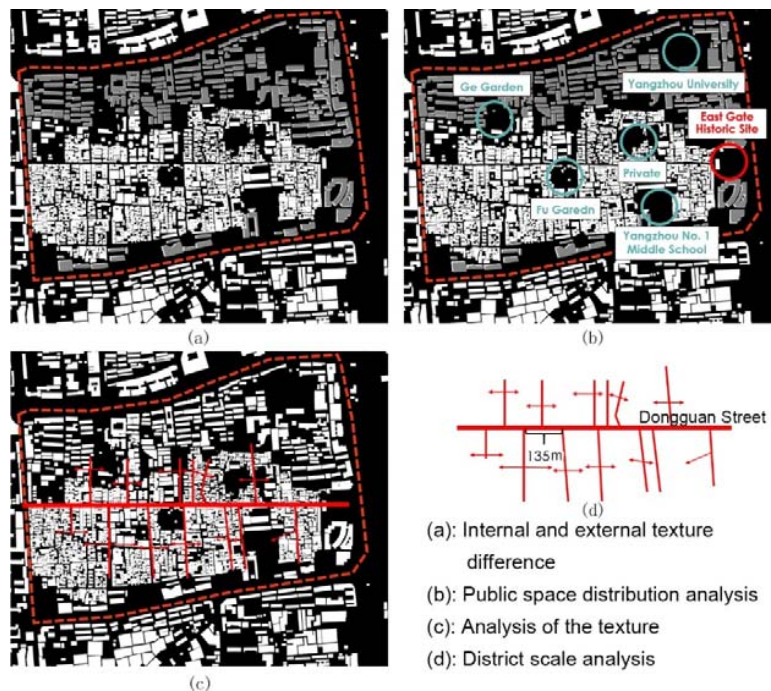 Ge Garden
Yangzhou University
East Gate
Historic Site
Private
Fu Garedn
Yangzhou No. 1
Middle School
(a)
(b)
Dongguan Street
135m
(d)
(a): Internal and external texture
difference
(b): Public space distribution analysis
(c): Analysis of the texture
(d): District scale analysis
(c)